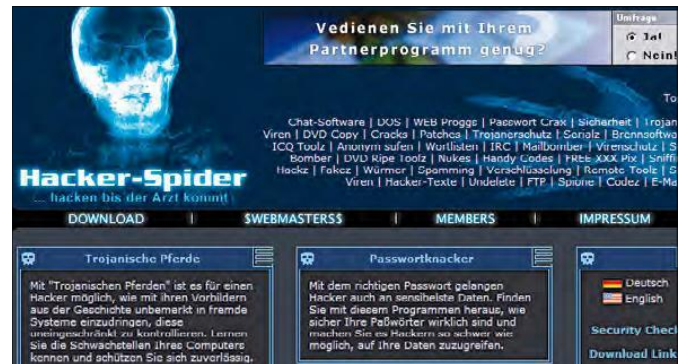 Vedienen Sie mit Ihrem
Partnerprogramm genug?
Umfrage
Ja!
Nein!
To
Chat-Software | DOS | WEB Proggs | Passwort Crax | Sicherheit | Trojan
Viren | DVD Copy | Cracks | Patches | Trojanerschutz | Serialz | Brennsoftwa
ICQ Toolz | Anonym sufen | Wortlisten | IRC | Mailbomber | Virenschutz | S
Bomber | DVD Ripe Toolz | Nukes | Handy Codes | FREE XXX Pix | Sniffi
Hackz | Fakez | Würmer | Spamming | Verschlüsselung | Remote Toolz | S
Viren | Hacker-Texte | Undelete | FTP | Spione | Codez | E-Ma
Hacker-Spider
... hacken bis der Arzt kommt
DOWNLOAD | $WEBMASTERS$ | MEMBERS | IMPRESSUM
Trojanische Pferde
Mit "Trojanischen Pferden" ist es für einen
Hacker möglich, wie mit ihren Vorbildern
aus der Geschichte unbemerkt in fremde
Systeme einzudringen, diese
uneingeschränkt zu kontrollieren. Lernen
Sie die Schwachstellen Ihres Computers
kennen und schützen Sie sich zuverlässig.
Passwortknacker
Mit dem richtigen Passwort gelangen
Hacker auch an sensibelste Daten. Finden
Sie mit diesem Programmen heraus, wie
sicher Ihre Paßwörter wirklich sind und
machen Sie es Hackern so schwer wie
möglich, auf Ihre Daten zuzugreifen.
Deutsch
English
Security Chec
Download Link